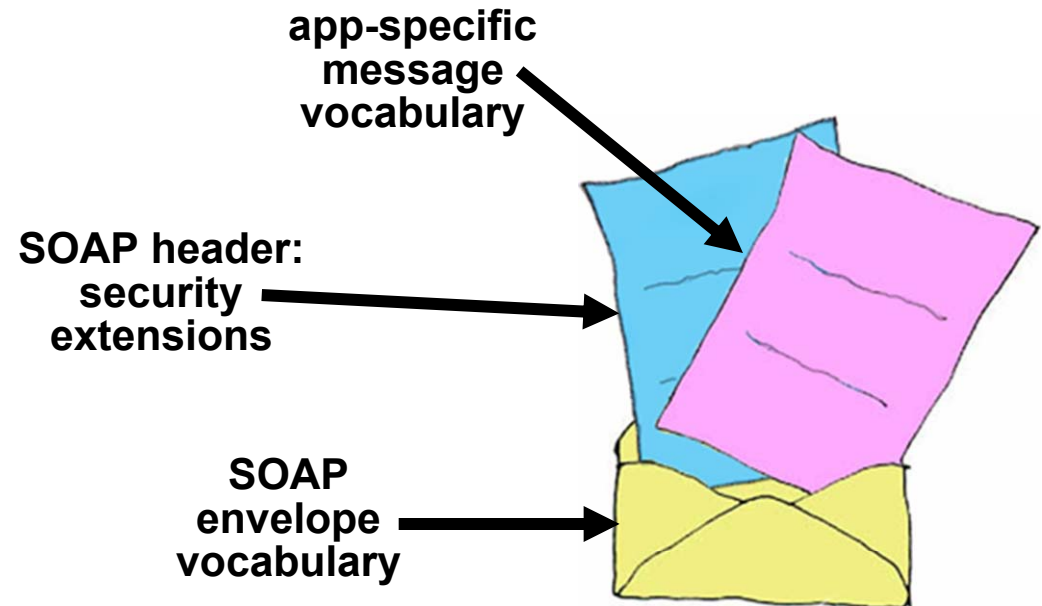 app-specific
message
vocabulary
SOAP header:
security
extensions
SOAP
envelope
vocabulary